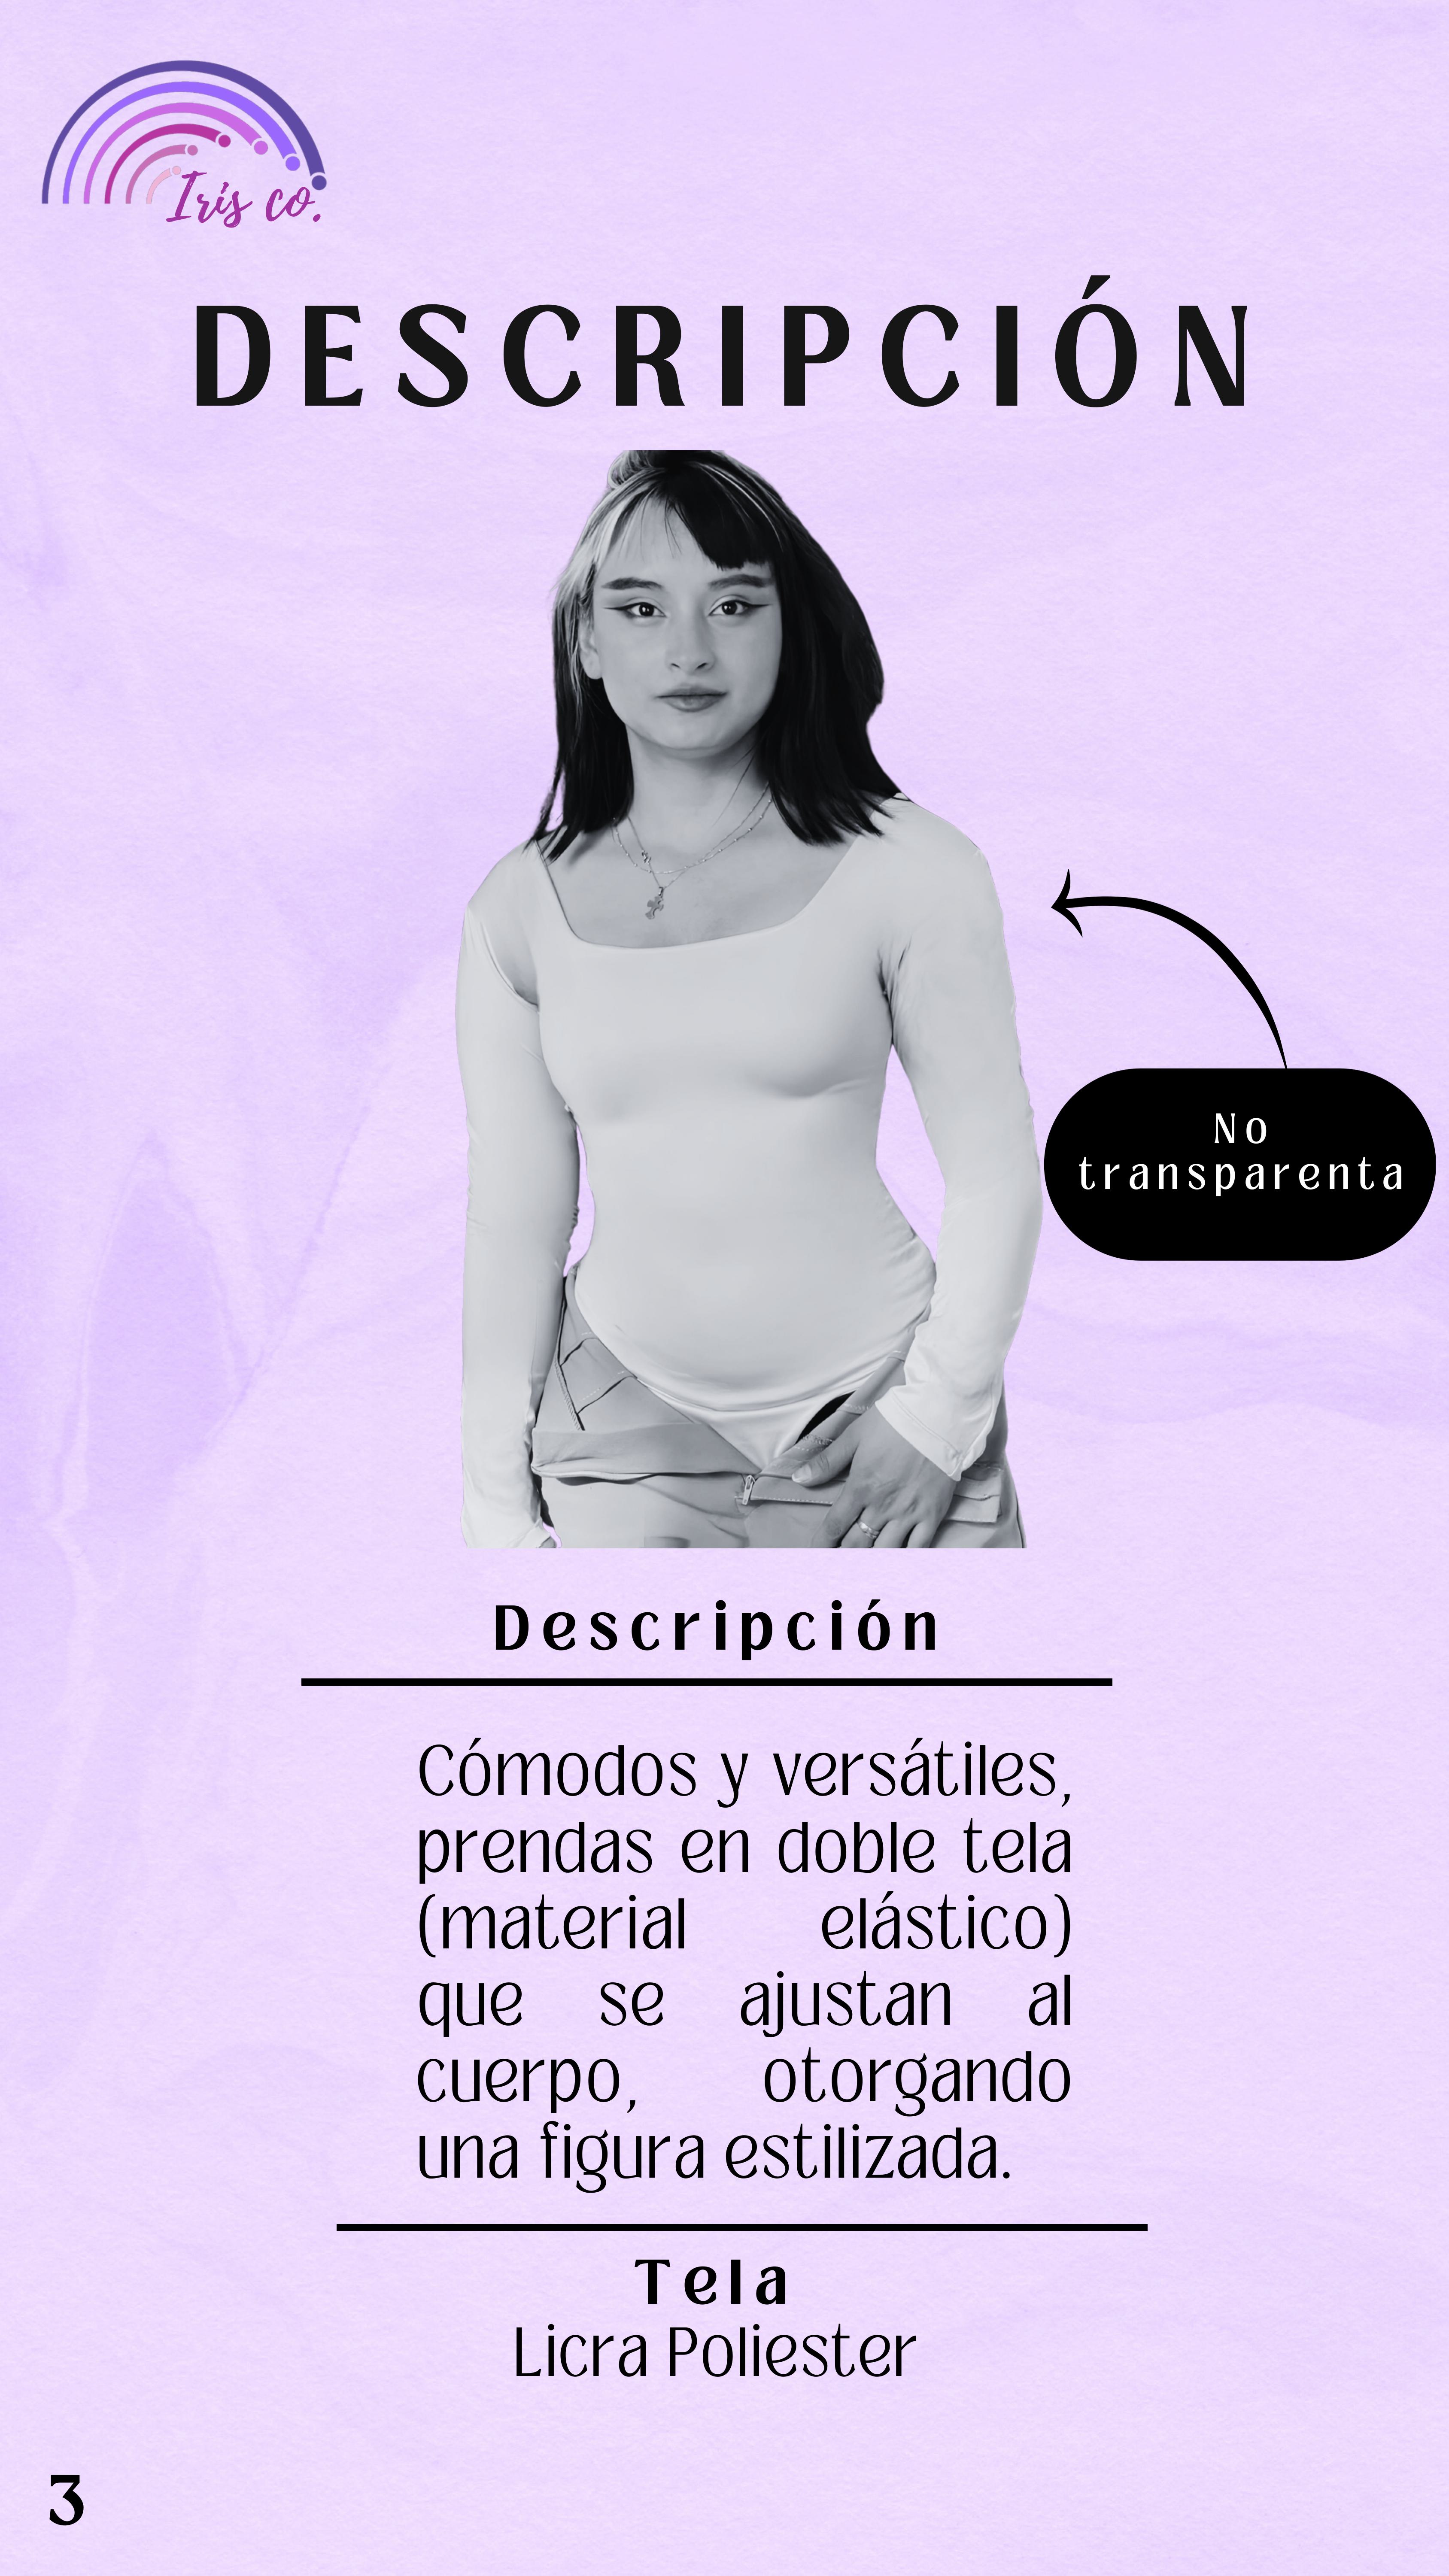 Iris co.
DESCRIPCIÓN
No
transparenta
Descripción
Cómodos y versátiles,
prendas en doble tela
(material elástico)
que se ajustan al
cuerpo, otorgando
una figura estilizada.
Tela
Licra Poliester
3